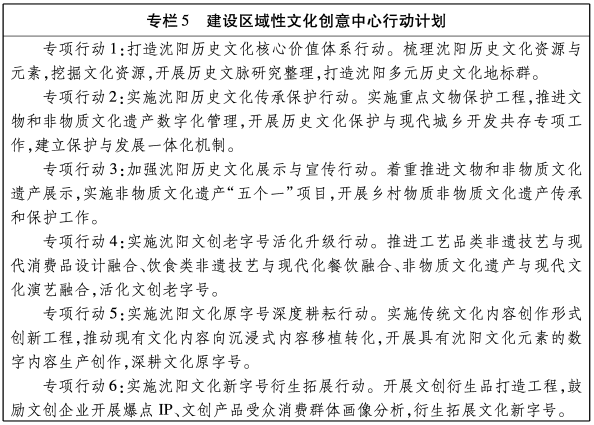 专栏5　建设区域性文化创意中心行动计划
专项行动1:打造沈阳历史文化核心价值体系行动。梳理沈阳历史文化资源与
元素,挖掘文化资源,开展历史文脉研究整理,打造沈阳多元历史文化地标群。
专项行动2:实施沈阳历史文化传承保护行动。实施重点文物保护工程,推进文
物和非物质文化遗产数字化管理,开展历史文化保护与现代城乡开发共存专项工
作,建立保护与发展一体化机制。
专项行动3:加强沈阳历史文化展示与宣传行动。着重推进文物和非物质文化
遗产展示,实施非物质文化遗产“五个一”项目,开展乡村物质非物质文化遗产传承
和保护工作。
专项行动4:实施沈阳文创老字号活化升级行动。推进工艺品类非遗技艺与现
代消费品设计融合、饮食类非遗技艺与现代化餐饮融合、非物质文化遗产与现代文
化演艺融合,活化文创老字号。
专项行动5:实施沈阳文化原字号深度耕耘行动。实施传统文化内容创作形式
创新工程,推动现有文化内容向沉浸式内容移植转化,开展具有沈阳文化元素的数
字内容生产创作,深耕文化原字号。
专项行动6:实施沈阳文化新字号衍生拓展行动。开展文创衍生品打造工程,鼓
励文创企业开展爆点IP、文创产品受众消费群体画像分析,衍生拓展文化新字号。